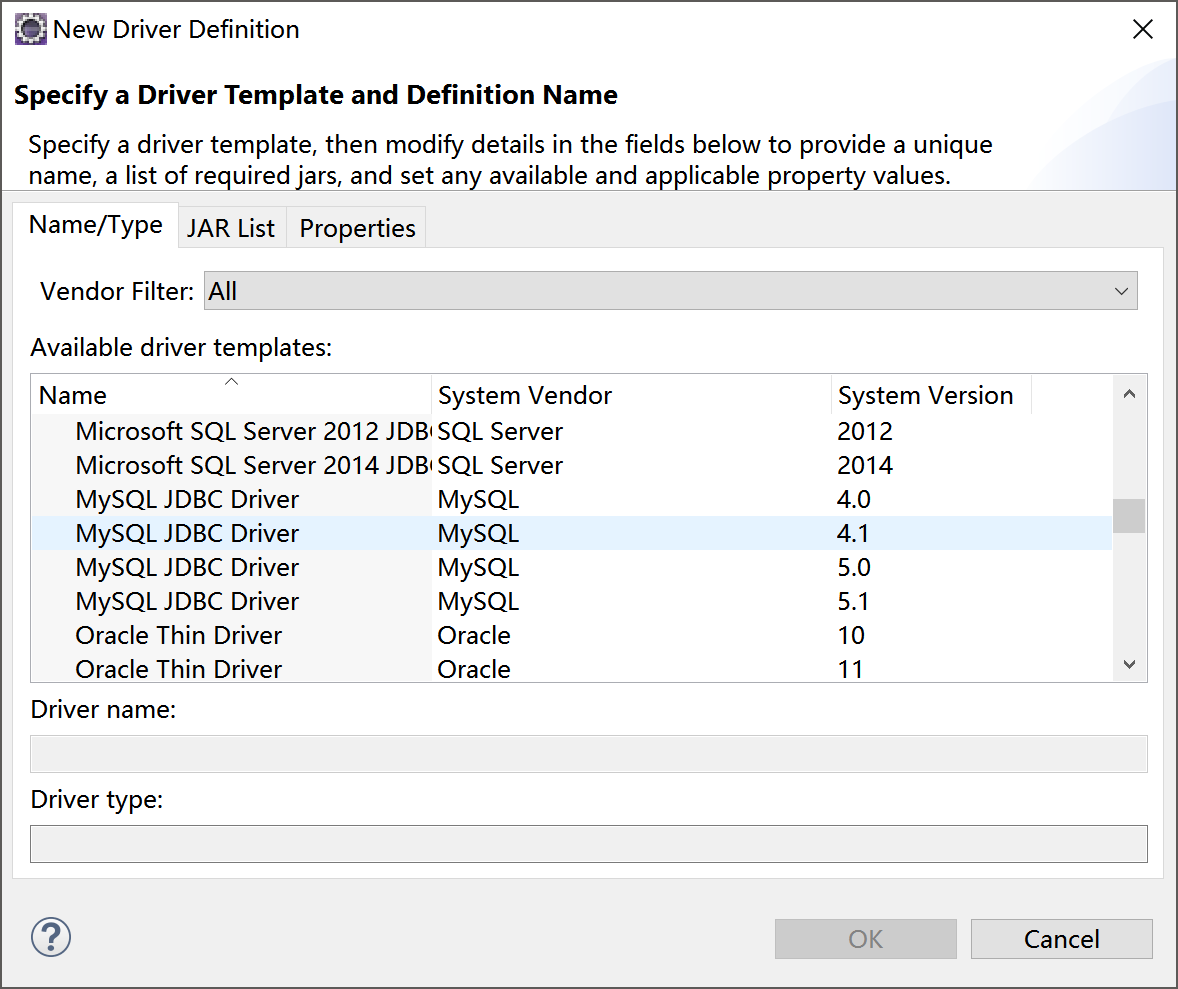 New Driver Definition
Specify a Driver Template and Definition Name
Specify a driver template, then modify details in the fields below to provide a unique
name, a list of required jars, and set any available and applicable property values.
Name/Type JAR List Properties
Vendor Filter: All
Available driver templates:
Name System Vendor System Version
Microsoft SQL Server 2012 JDB SQL Server 2012
Microsoft SQL Server 2014 JDB SQL Server 2014
MySQL JDBC Driver MySQL 4.0
MySQL JDBC Driver MySQL 4.1
MySQL JDBC Driver MySQL 5.0
MySQL JDBC Driver MySQL 5.1
Oracle Thin Driver Oracle 10
Oracle Thin Driver Oracle 11
Driver name:
Driver type:
? OK Cancel